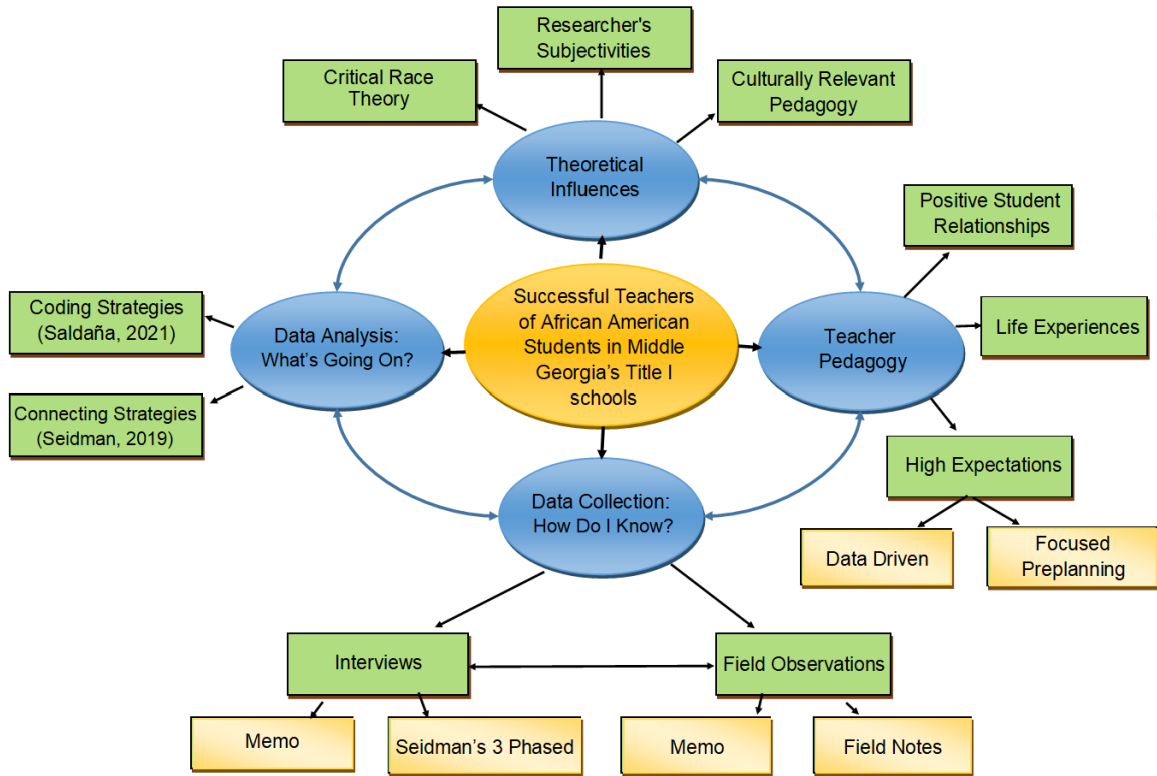 Researcher's
Subjectivities
Critical Race
Theory
Culturally Relevant
Pedagogy
Theoretical
Influences
Positive Student
Relationships
Coding Strategies
(Saldaña, 2021)
Data Analysis:
What's Going On?
Successful Teachers
of African American
Students in Middle
Georgia's Title I
schools
Teacher
Pedagogy
Life Experiences
Connecting Strategies
(Seidman, 2019)
High Expectations
Data Collection:
How Do I Know?
Data Driven
Focused
Preplanning
Interviews
Field Observations
Memo
Seidman's 3 Phased
Memo
Field Notes